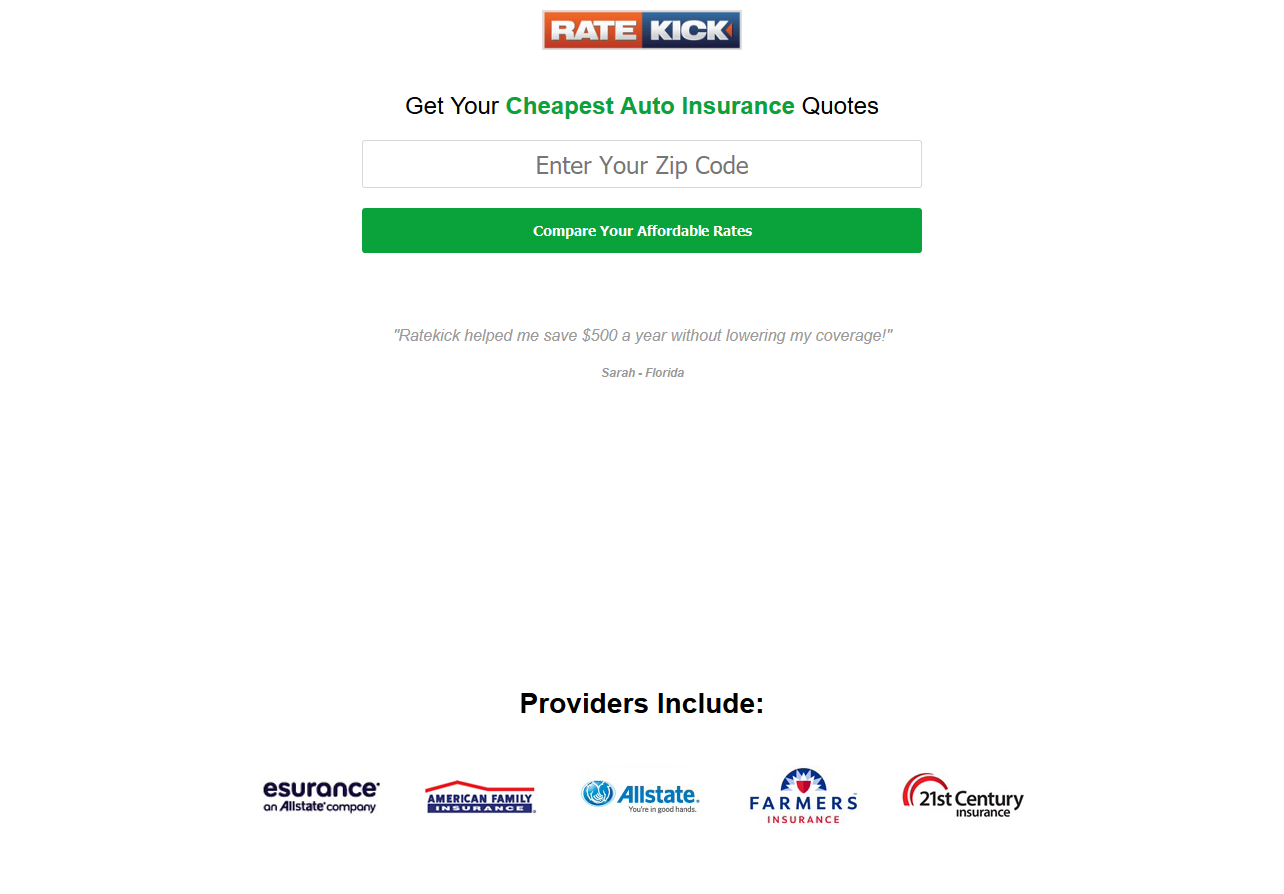 RATE KICK
Get Your Cheapest Auto Insurance Quotes
Enter Your Zip Code
Compare Your Affordable Rates
"Ratekick helped me save $500 a year without lowering my coverage!"
Sarah - Florida
Providers Include:
esurance®
an Allstate® company
AMERICAN FAMILY
INSURANCE®
Allstate.
You're in good hands.
FARMERS
INSURANCE
21st Century
insurance